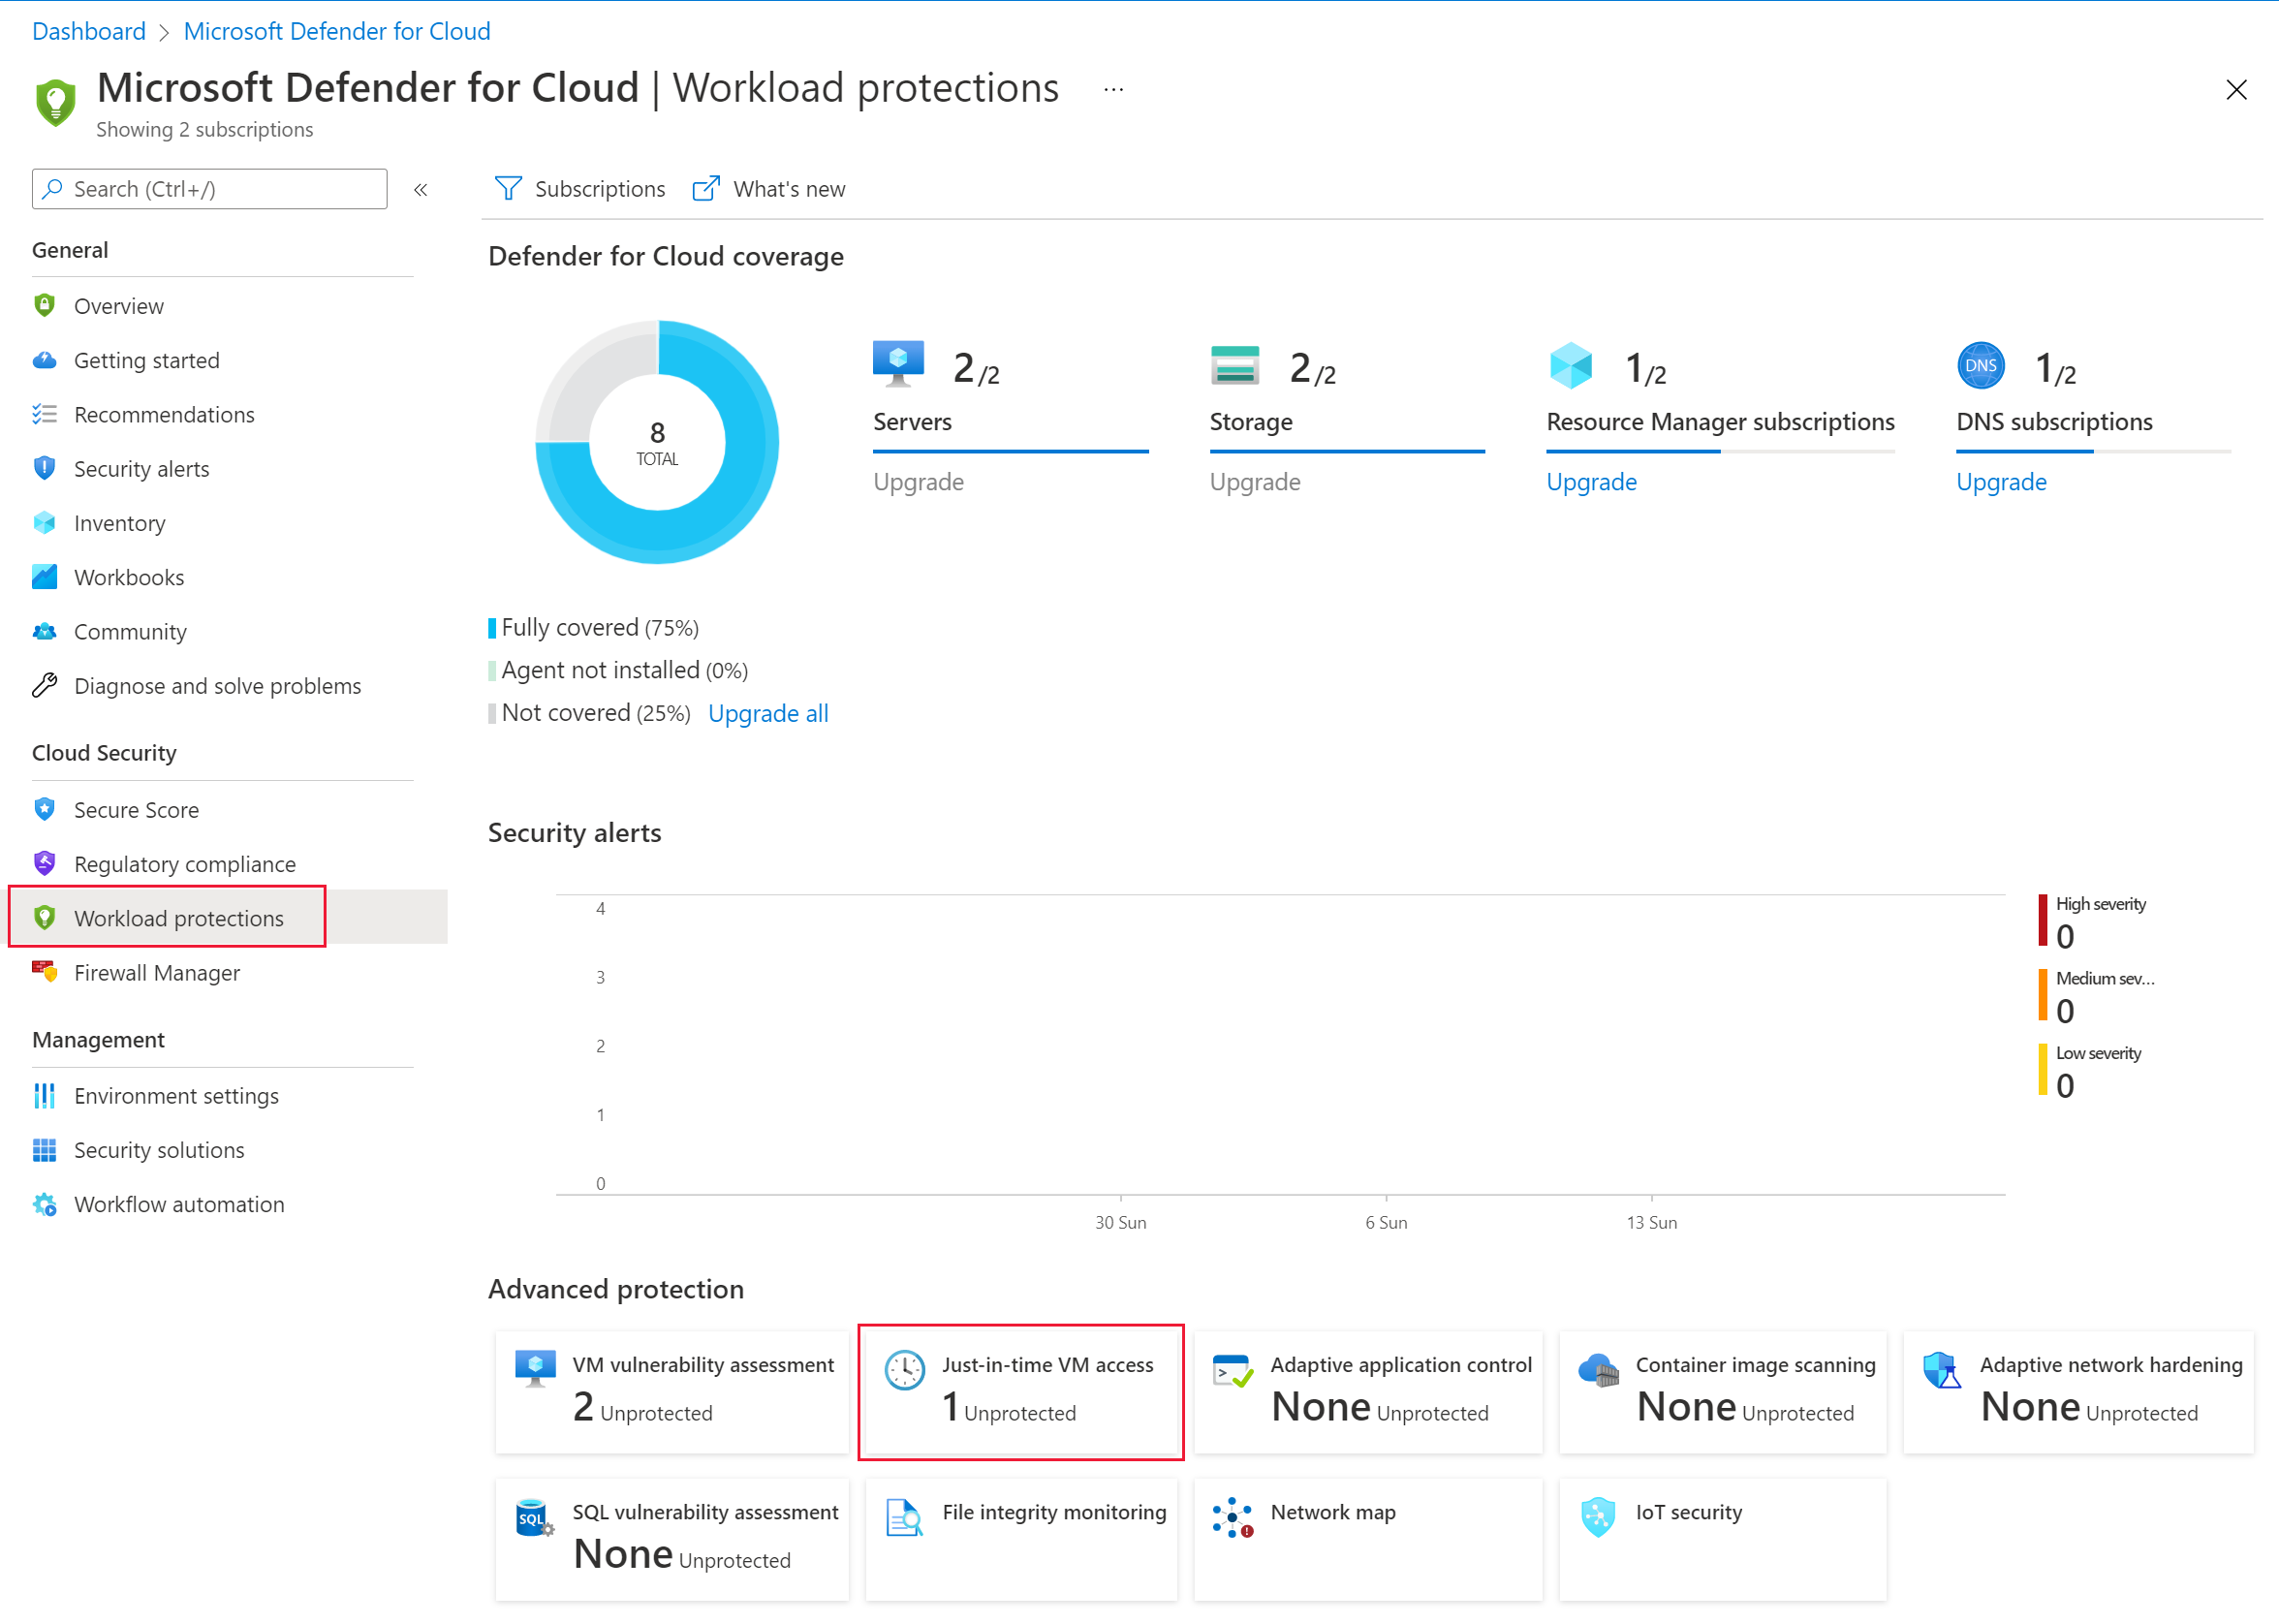 Dashboard > Microsoft Defender for Cloud
Microsoft Defender for Cloud | Workload protections ...
Showing 2 subscriptions
Search (Ctrl+/) «
Subscriptions What's new
General
Overview
Getting started
Recommendations
Security alerts
Inventory
Workbooks
Community
Diagnose and solve problems
Cloud Security
Secure Score
Regulatory compliance
Workload protections
Firewall Manager
Management
Environment settings
Security solutions
Workflow automation
Defender for Cloud coverage
8
TOTAL
2/2
Servers
Upgrade
2/2
Storage
Upgrade
1/2
Resource Manager subscriptions
Upgrade
DNS
1/2
DNS subscriptions
Upgrade
Fully covered (75%)
Agent not installed (0%)
Not covered (25%) Upgrade all
Security alerts
4
3
2
1
0
30 Sun 6 Sun 13 Sun
High severity
0
Medium sev...
0
Low severity
0
Advanced protection
VM vulnerability assessment
2 Unprotected
Just-in-time VM access
1 Unprotected
Adaptive application control
None Unprotected
Container image scanning
None Unprotected
Adaptive network hardening
None Unprotected
SQL
SQL vulnerability assessment
None Unprotected
File integrity monitoring
Network map
IoT security